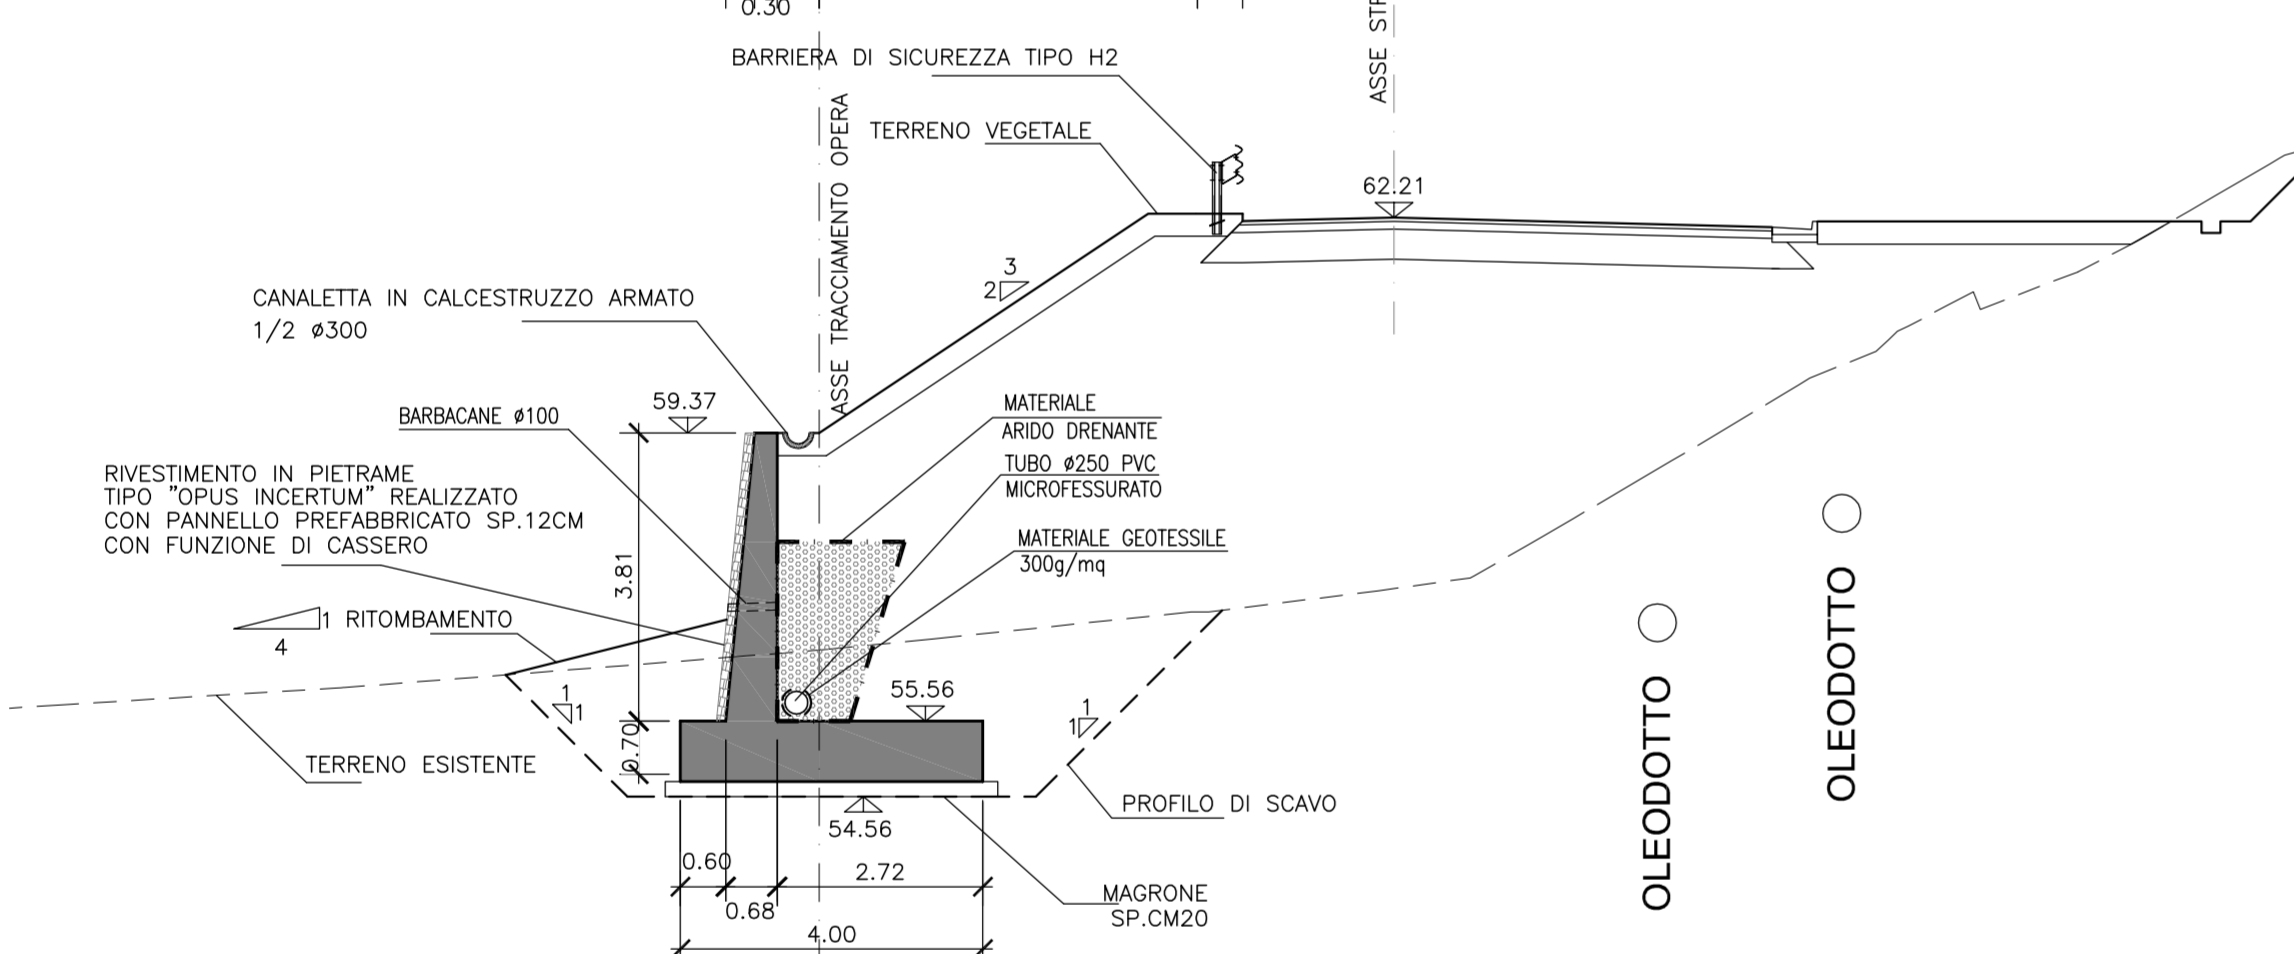 0.30
ASSE STR
BARRIERA DI SICUREZZA TIPO H2
ASSE TRACCIAMENTO OPERA
TERRENO VEGETALE
62.21
3
2
CANALETTA IN CALCESTRUZZO ARMATO
1/2 ø300
59.37
BARBACANE ø100
MATERIALE
ARIDO DRENANTE
TUBO ø250 PVC
MICROFESSURATO
RIVESTIMENTO IN PIETRAME
TIPO "OPUS INCERTUM" REALIZZATO
CON PANNELLO PREFABBRICATO SP.12CM
CON FUNZIONE DI CASSERO
MATERIALE GEOTESSILE
300g/mq
3.81
1 RITOMBAMENTO
4
OLEODOTTO
OLEODOTTO
1
1
55.56
1
1
0.70
TERRENO ESISTENTE
PROFILO DI SCAVO
54.56
0.60
2.72
0.68
MAGRONE
SP.CM20
4.00